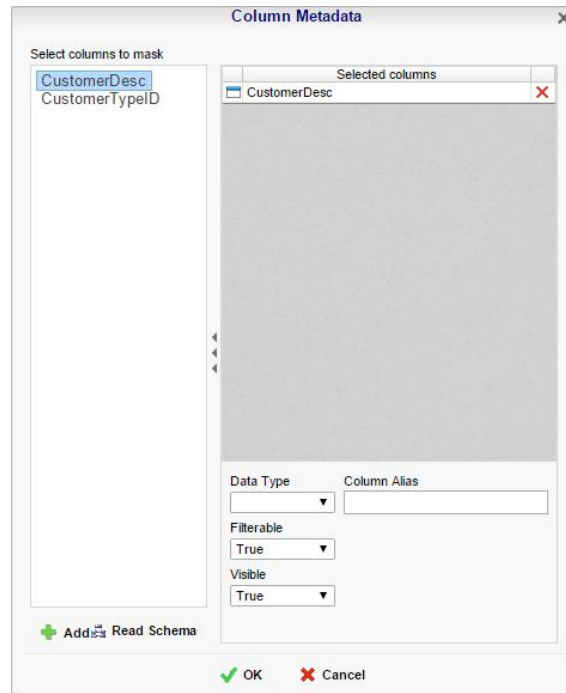 Column Metadata
Select columns to mask
CustomerDesc
CustomerTypeID
Selected columns
CustomerDesc
Data Type Column Alias
Filterable
True
Visible
True
Add Read Schema
OK Cancel